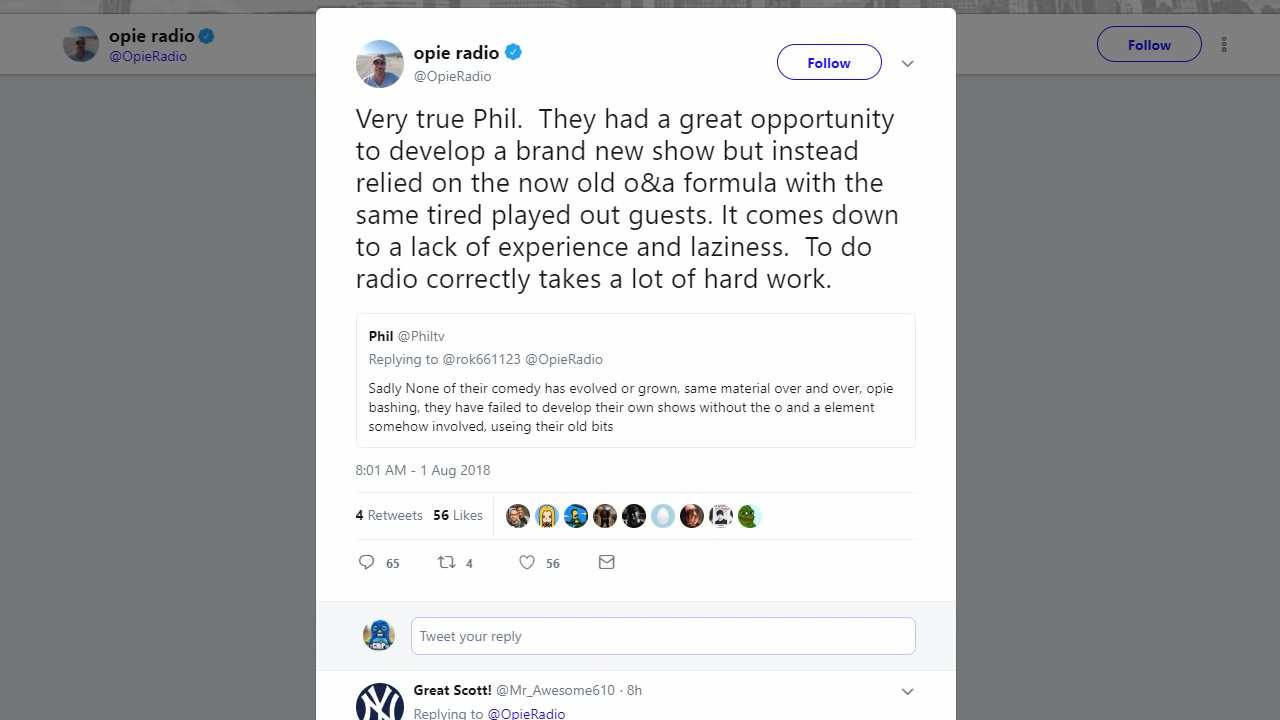 opie radio
@OpieRadio
Follow
opie radio
@OpieRadio
Follow
Very true Phil.  They had a great opportunity
to develop a brand new show but instead
relied on the now old o&a formula with the
same tired played out guests. It comes down
to a lack of experience and laziness.  To do
radio correctly takes a lot of hard work.
Phil @Philtv
Replying to @rok661123 @OpieRadio
Sadly None of their comedy has evolved or grown, same material over and over, opie
bashing, they have failed to develop their own shows without the o and a element
somehow involved, useing their old bits
8:01 AM - 1 Aug 2018
4 Retweets 56 Likes
65 4 56
Tweet your reply
Great Scott! @Mr_Awesome610 · 8h
Replying to @OpieRadio